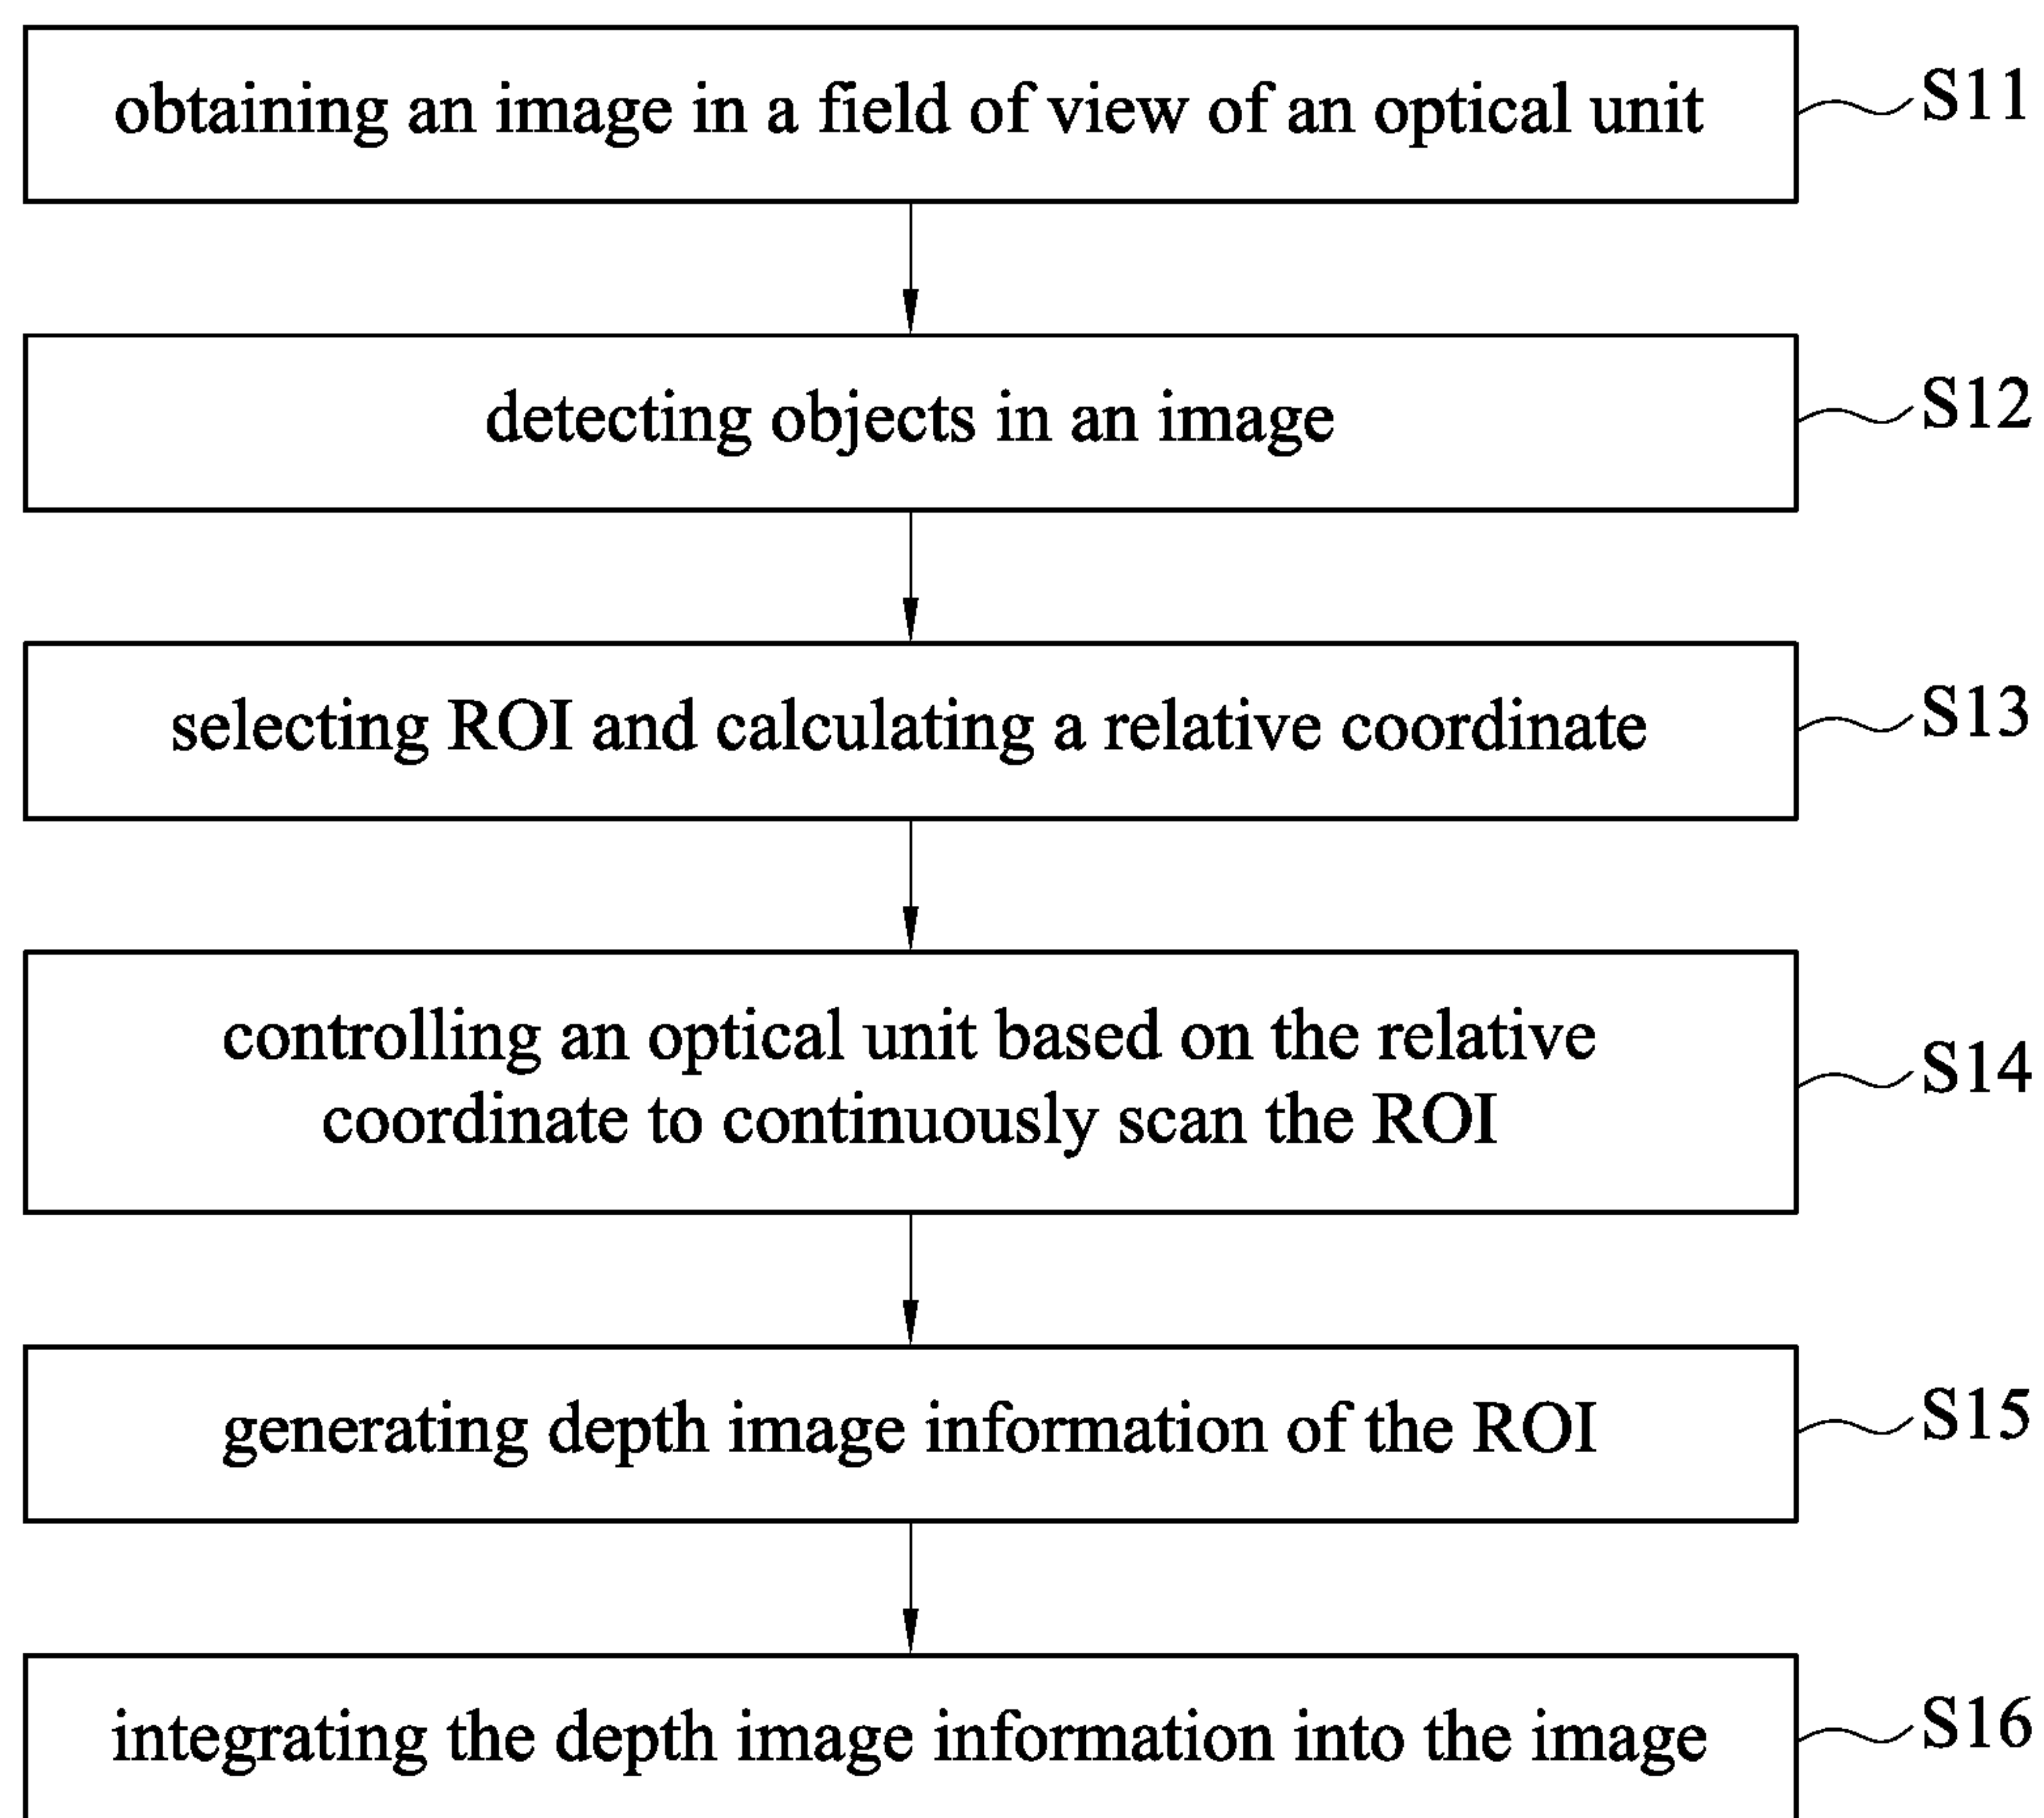 obtaining an image in a field of view of an optical unit
S11
detecting objects in an image
S12
selecting ROI and calculating a relative coordinate
S13
controlling an optical unit based on the relative
coordinate to continuously scan the ROI
S14
generating depth image information of the ROI
S15
integrating the depth image information into the image
S16